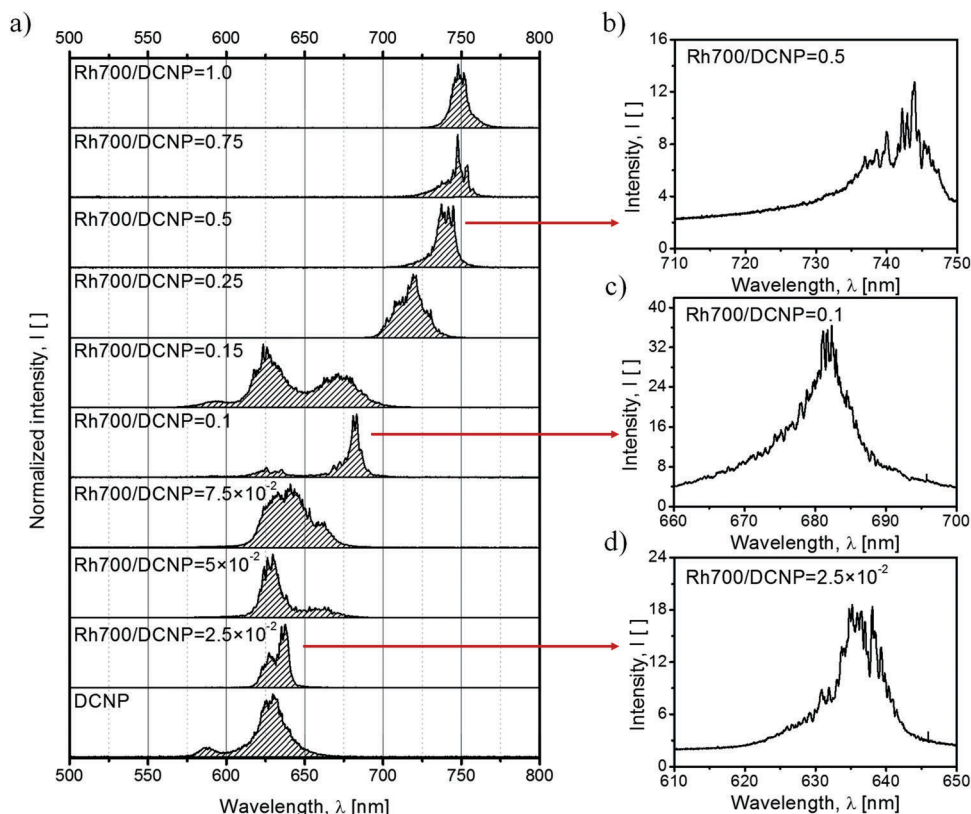 a)
500 550 600 650 700 750 800
Rh700/DCNP=1.0
Rh700/DCNP=0.75
Rh700/DCNP=0.5
Rh700/DCNP=0.25
Rh700/DCNP=0.15
Rh700/DCNP=0.1
Rh700/DCNP=7.5×10⁻²
Rh700/DCNP=5×10⁻²
Rh700/DCNP=2.5×10⁻²
DCNP
500 550 600 650 700 750 800
Wavelength, λ [nm]
Normalized intensity, I [ ]
b)
Rh700/DCNP=0.5
16
12
8
4
0
710 720 730 740 750
Wavelength, λ [nm]
Intensity, I [ ]
c)
Rh700/DCNP=0.1
36
27
18
9
0
660 670 680 690 700
Wavelength, λ [nm]
Intensity, I [ ]
d)
Rh700/DCNP=2.5×10⁻²
24
18
12
6
0
610 620 630 640 650
Wavelength, λ [nm]
Intensity, I [ ]